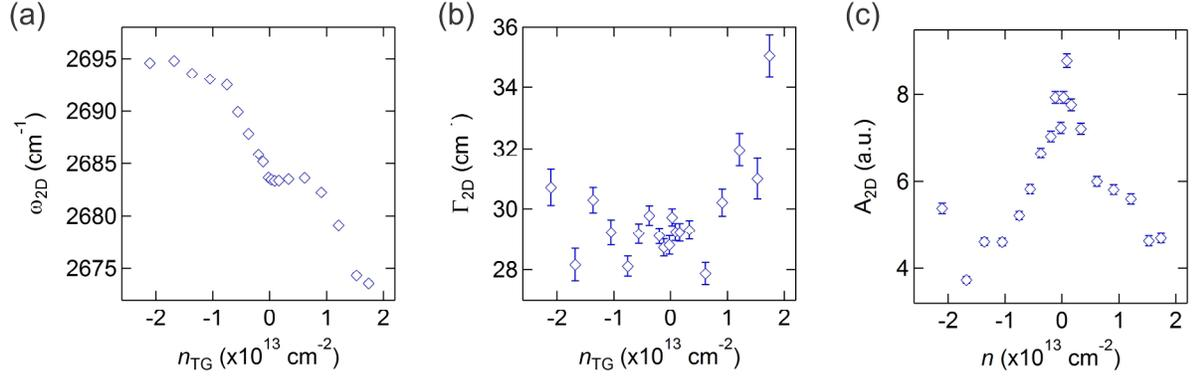 (a)
2695
2690
2685
2680
2675
ω2D (cm-1)
-2 -1 0 1 2
nTG (x10^13 cm^-2)
(b)
36
34
32
30
28
Γ2D (cm
-2 -1 0 1 2
nTG (x10^13 cm^-2)
(c)
8
6
4
A2D (a.u.)
-2 -1 0 1 2
n (x10^13 cm^-2)